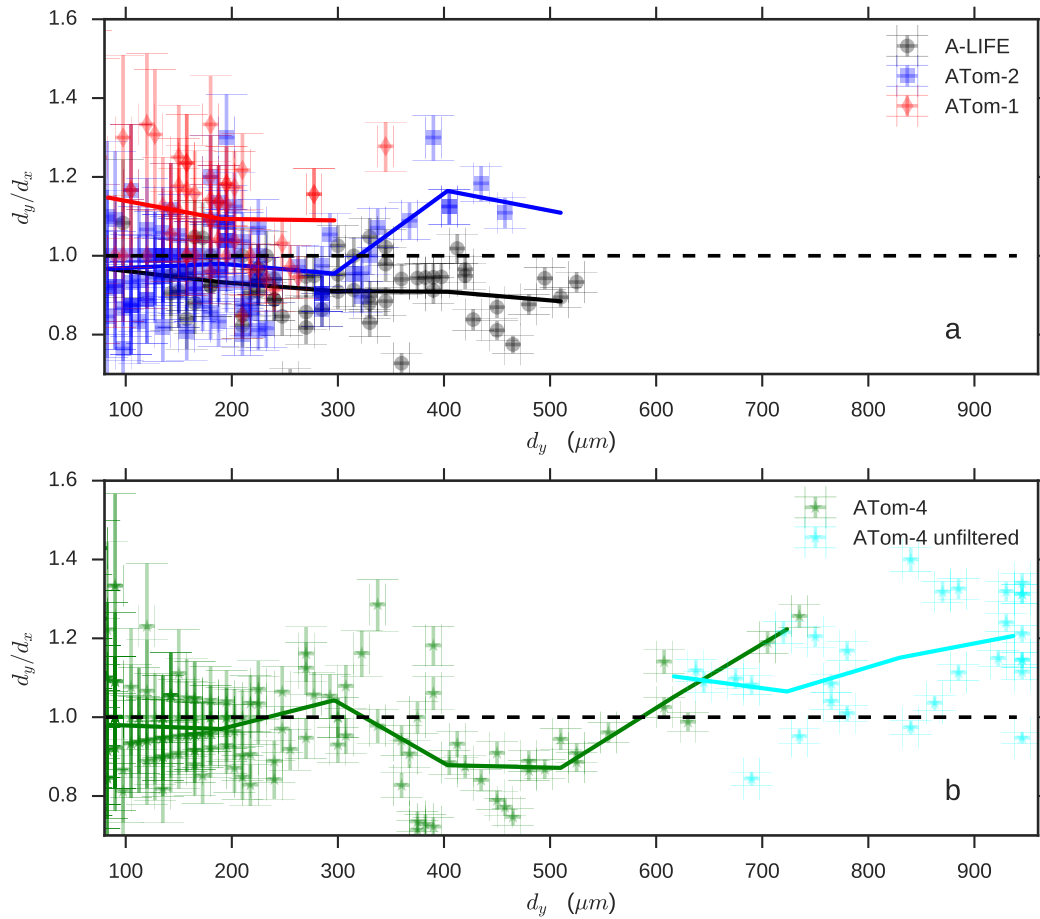 1.6
1.4
1.2
1.0
0.8
d_y/d_x
A-LIFE
ATom-2
ATom-1
a
100 200 300 400 500 600 700 800 900
d_y (μm)
1.6
1.4
1.2
1.0
0.8
d_y/d_x
ATom-4
ATom-4 unfiltered
b
100 200 300 400 500 600 700 800 900
d_y (μm)